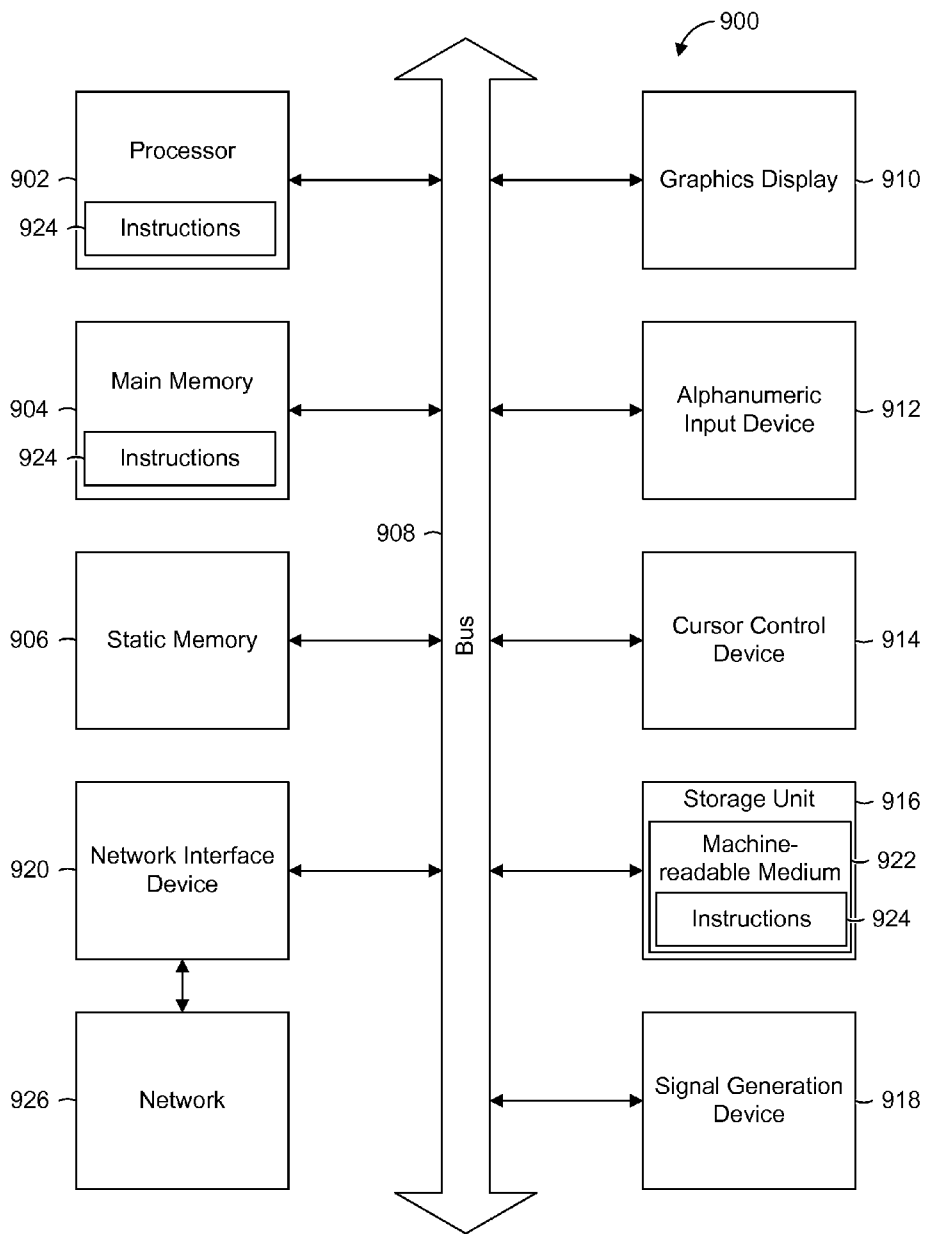 900
Processor
902
924
Instructions
Graphics Display
910
Main Memory
904
924
Instructions
Alphanumeric
Input Device
912
908
Bus
906
Static Memory
Cursor Control
Device
914
920
Network Interface
Device
Storage Unit
916
Machine-
readable Medium
922
Instructions
924
926
Network
Signal Generation
Device
918